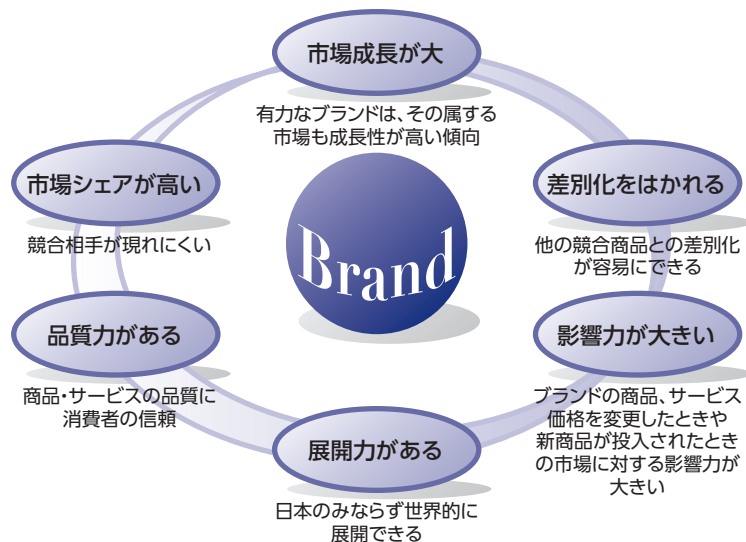 市場成長が大
有力なブランドは、その属する
市場も成長性が高い傾向
市場シェアが高い
競合相手が現れにくい
差別化をはかれる
他の競合商品との差別化
が容易にできる
Brand
品質力がある
商品・サービスの品質に
消費者の信頼
影響力が大きい
ブランドの商品、サービス
価格を変更したときや
新商品が投入されたとき
の市場に対する影響力が
大きい
展開力がある
日本のみならず世界的に
展開できる